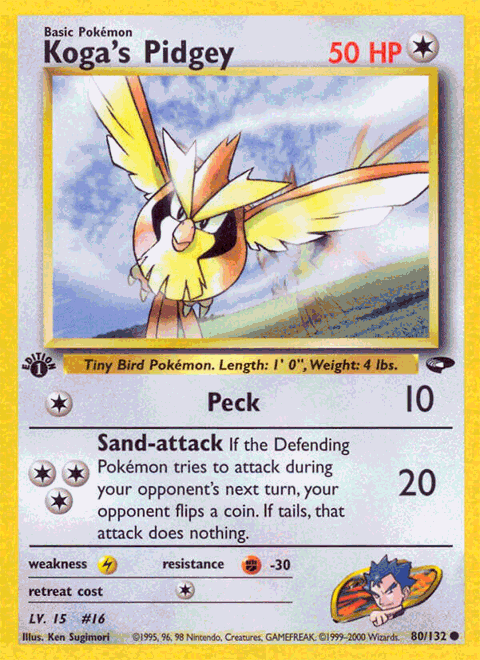 Basic Pokémon
Koga's Pidgey 50 HP
EDITION
1
Tiny Bird Pokémon. Length: 1' 0", Weight: 4 lbs.
Peck 10
Sand-attack If the Defending
Pokémon tries to attack during
your opponent's next turn, your
opponent flips a coin. If tails, that
attack does nothing.
20
weakness resistance -30
retreat cost
LV. 15 #16
Illus. Ken Sugimori ©1995, 96, 98 Nintendo, Creatures, GAMEFREAK. ©1999-2000 Wizards. 80/132